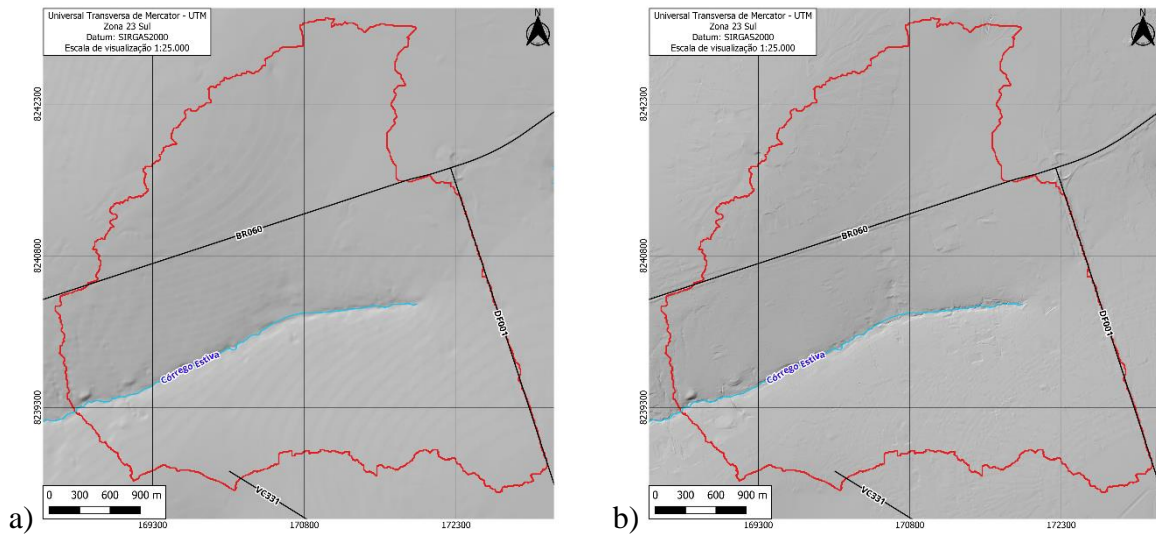 Universal Transversa de Mercator - UTM
Zona 23 Sul
Datum: SIRGAS2000
Escala de visualização 1:25.000
N
8242300
8240800
8239300
BR060
DF001
Córrego Estiva
VC331
0 300 600 900 m
169300 170800 172300
a)
Universal Transversa de Mercator - UTM
Zona 23 Sul
Datum: SIRGAS2000
Escala de visualização 1:25.000
N
8242300
8240800
8239300
BR060
DF001
Córrego Estiva
VC331
0 300 600 900 m
169300 170800 172300
b)